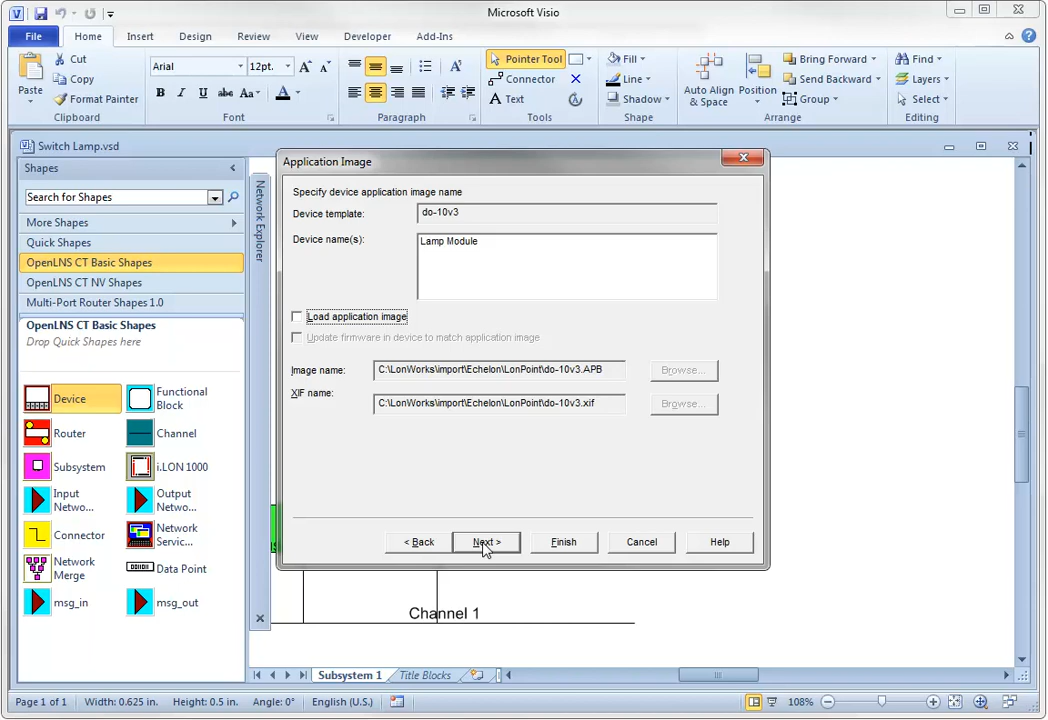 Microsoft Visio
File Home Insert Design Review View Developer Add-Ins
Paste
Cut
Copy
Format Painter
Clipboard
Arial 12pt.
B I U abc Aa A
Font
Paragraph
Pointer Tool
Connector
A Text
Tools
Fill
Line
Shadow
Shape
Auto Align & Space
Position
Bring Forward
Send Backward
Group
Arrange
Find
Layers
Select
Editing
Switch Lamp.vsd
Shapes
Search for Shapes
More Shapes
Quick Shapes
OpenLNS CT Basic Shapes
OpenLNS CT NV Shapes
Multi-Port Router Shapes 1.0
OpenLNS CT Basic Shapes
Drop Quick Shapes here
Device
Functional Block
Router
Channel
Subsystem
i.LON 1000
Input Netwo...
Output Netwo...
Connector
Network Servic...
Network Merge
Data Point
msg_in
msg_out
Network Explorer
Application Image
Specify device application image name
Device template: do-10v3
Device name(s): Lamp Module
Load application image
Update firmware in device to match application image
Image name: C:\LonWorks\import\Echelon\LonPoint\do-10v3.APB Browse...
XIF name: C:\LonWorks\import\Echelon\LonPoint\do-10v3.xif Browse...
< Back Next > Finish Cancel Help
Channel 1
Subsystem 1 Title Blocks
Page 1 of 1 Width: 0.625 in. Height: 0.5 in. Angle: 0° English (U.S.) 108%